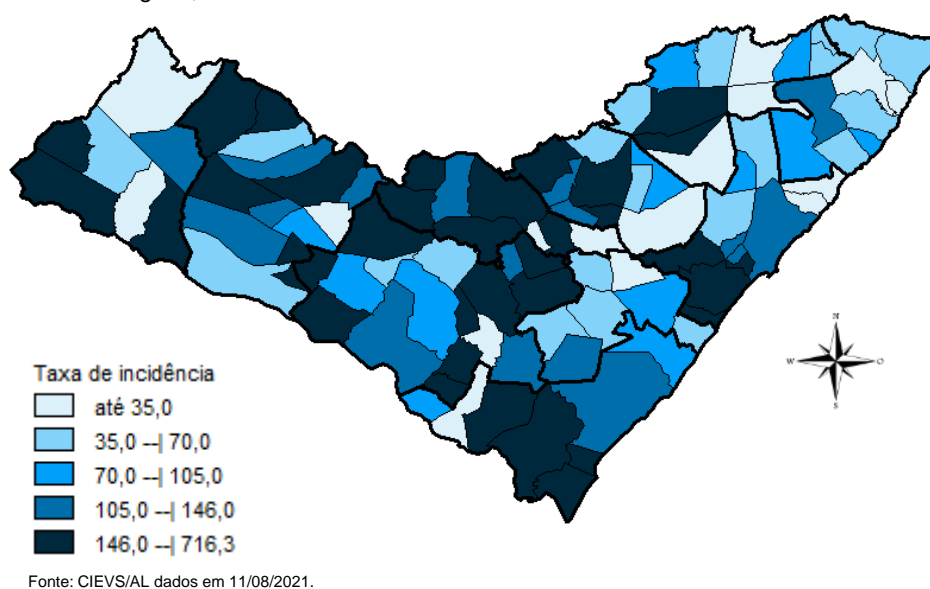 N
W
O
S
Taxa de incidência
até 35,0
35,0 --| 70,0
70,0 --| 105,0
105,0 --| 146,0
146,0 --| 716,3
Fonte: CIEVS/AL dados em 11/08/2021.